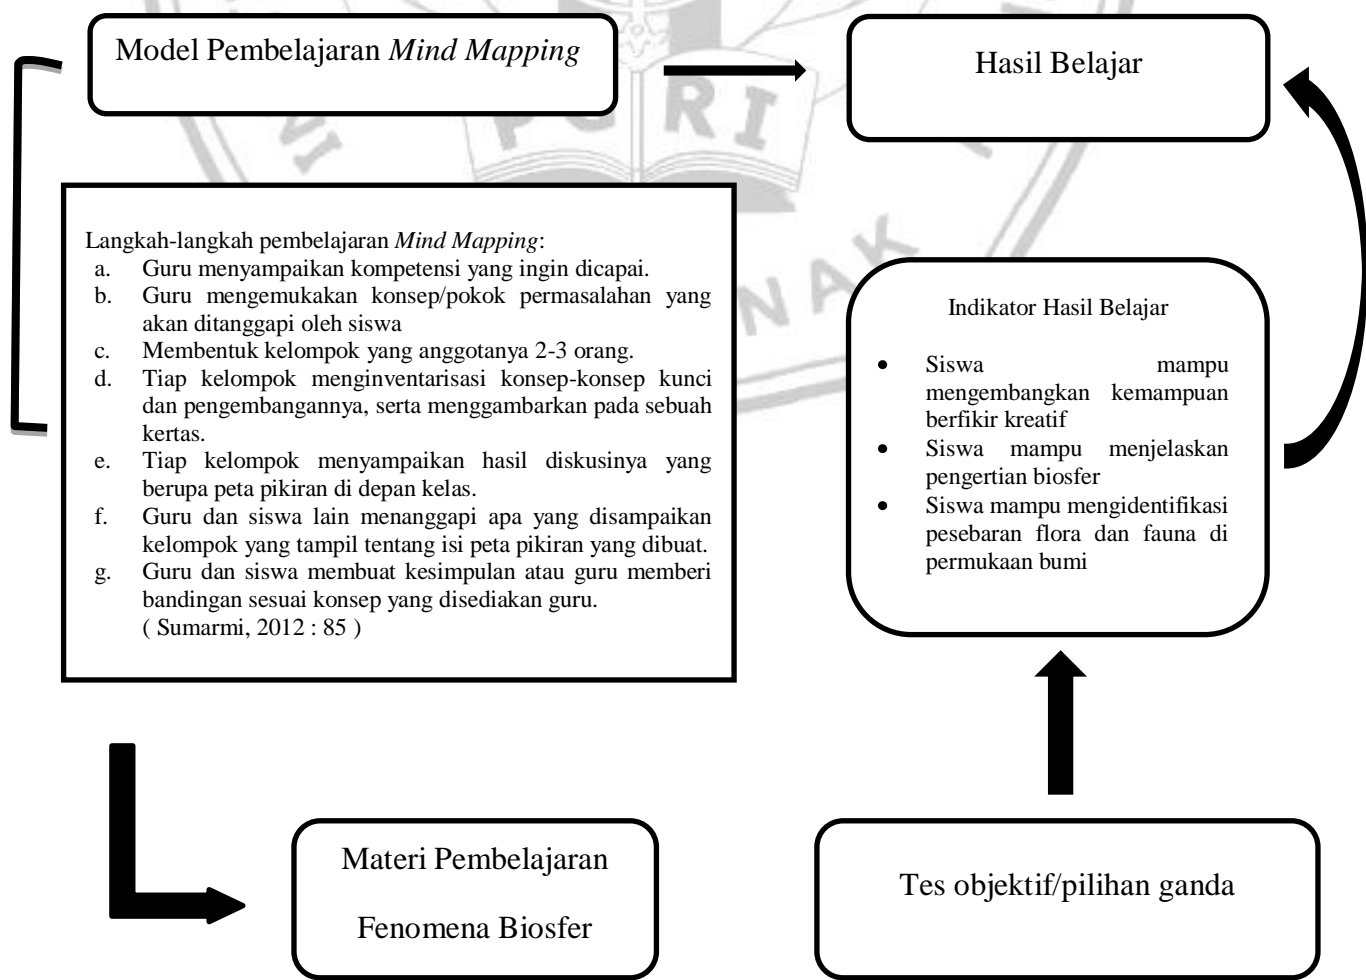 Model Pembelajaran Mind Mapping
Hasil Belajar
PGRI
NAK
Langkah-langkah pembelajaran Mind Mapping:
a. Guru menyampaikan kompetensi yang ingin dicapai.
b. Guru mengemukakan konsep/pokok permasalahan yang
akan ditanggapi oleh siswa
c. Membentuk kelompok yang anggotanya 2-3 orang.
d. Tiap kelompok menginventarisasi konsep-konsep kunci
dan pengembangannya, serta menggambarkan pada sebuah
kertas.
e. Tiap kelompok menyampaikan hasil diskusinya yang
berupa peta pikiran di depan kelas.
f. Guru dan siswa lain menanggapi apa yang disampaikan
kelompok yang tampil tentang isi peta pikiran yang dibuat.
g. Guru dan siswa membuat kesimpulan atau guru memberi
bandingan sesuai konsep yang disediakan guru.
( Sumarmi, 2012 : 85 )
Indikator Hasil Belajar
• Siswa mampu
mengembangkan kemampuan
berfikir kreatif
• Siswa mampu menjelaskan
pengertian biosfer
• Siswa mampu mengidentifikasi
pesebaran flora dan fauna di
permukaan bumi
Materi Pembelajaran
Fenomena Biosfer
Tes objektif/pilihan ganda